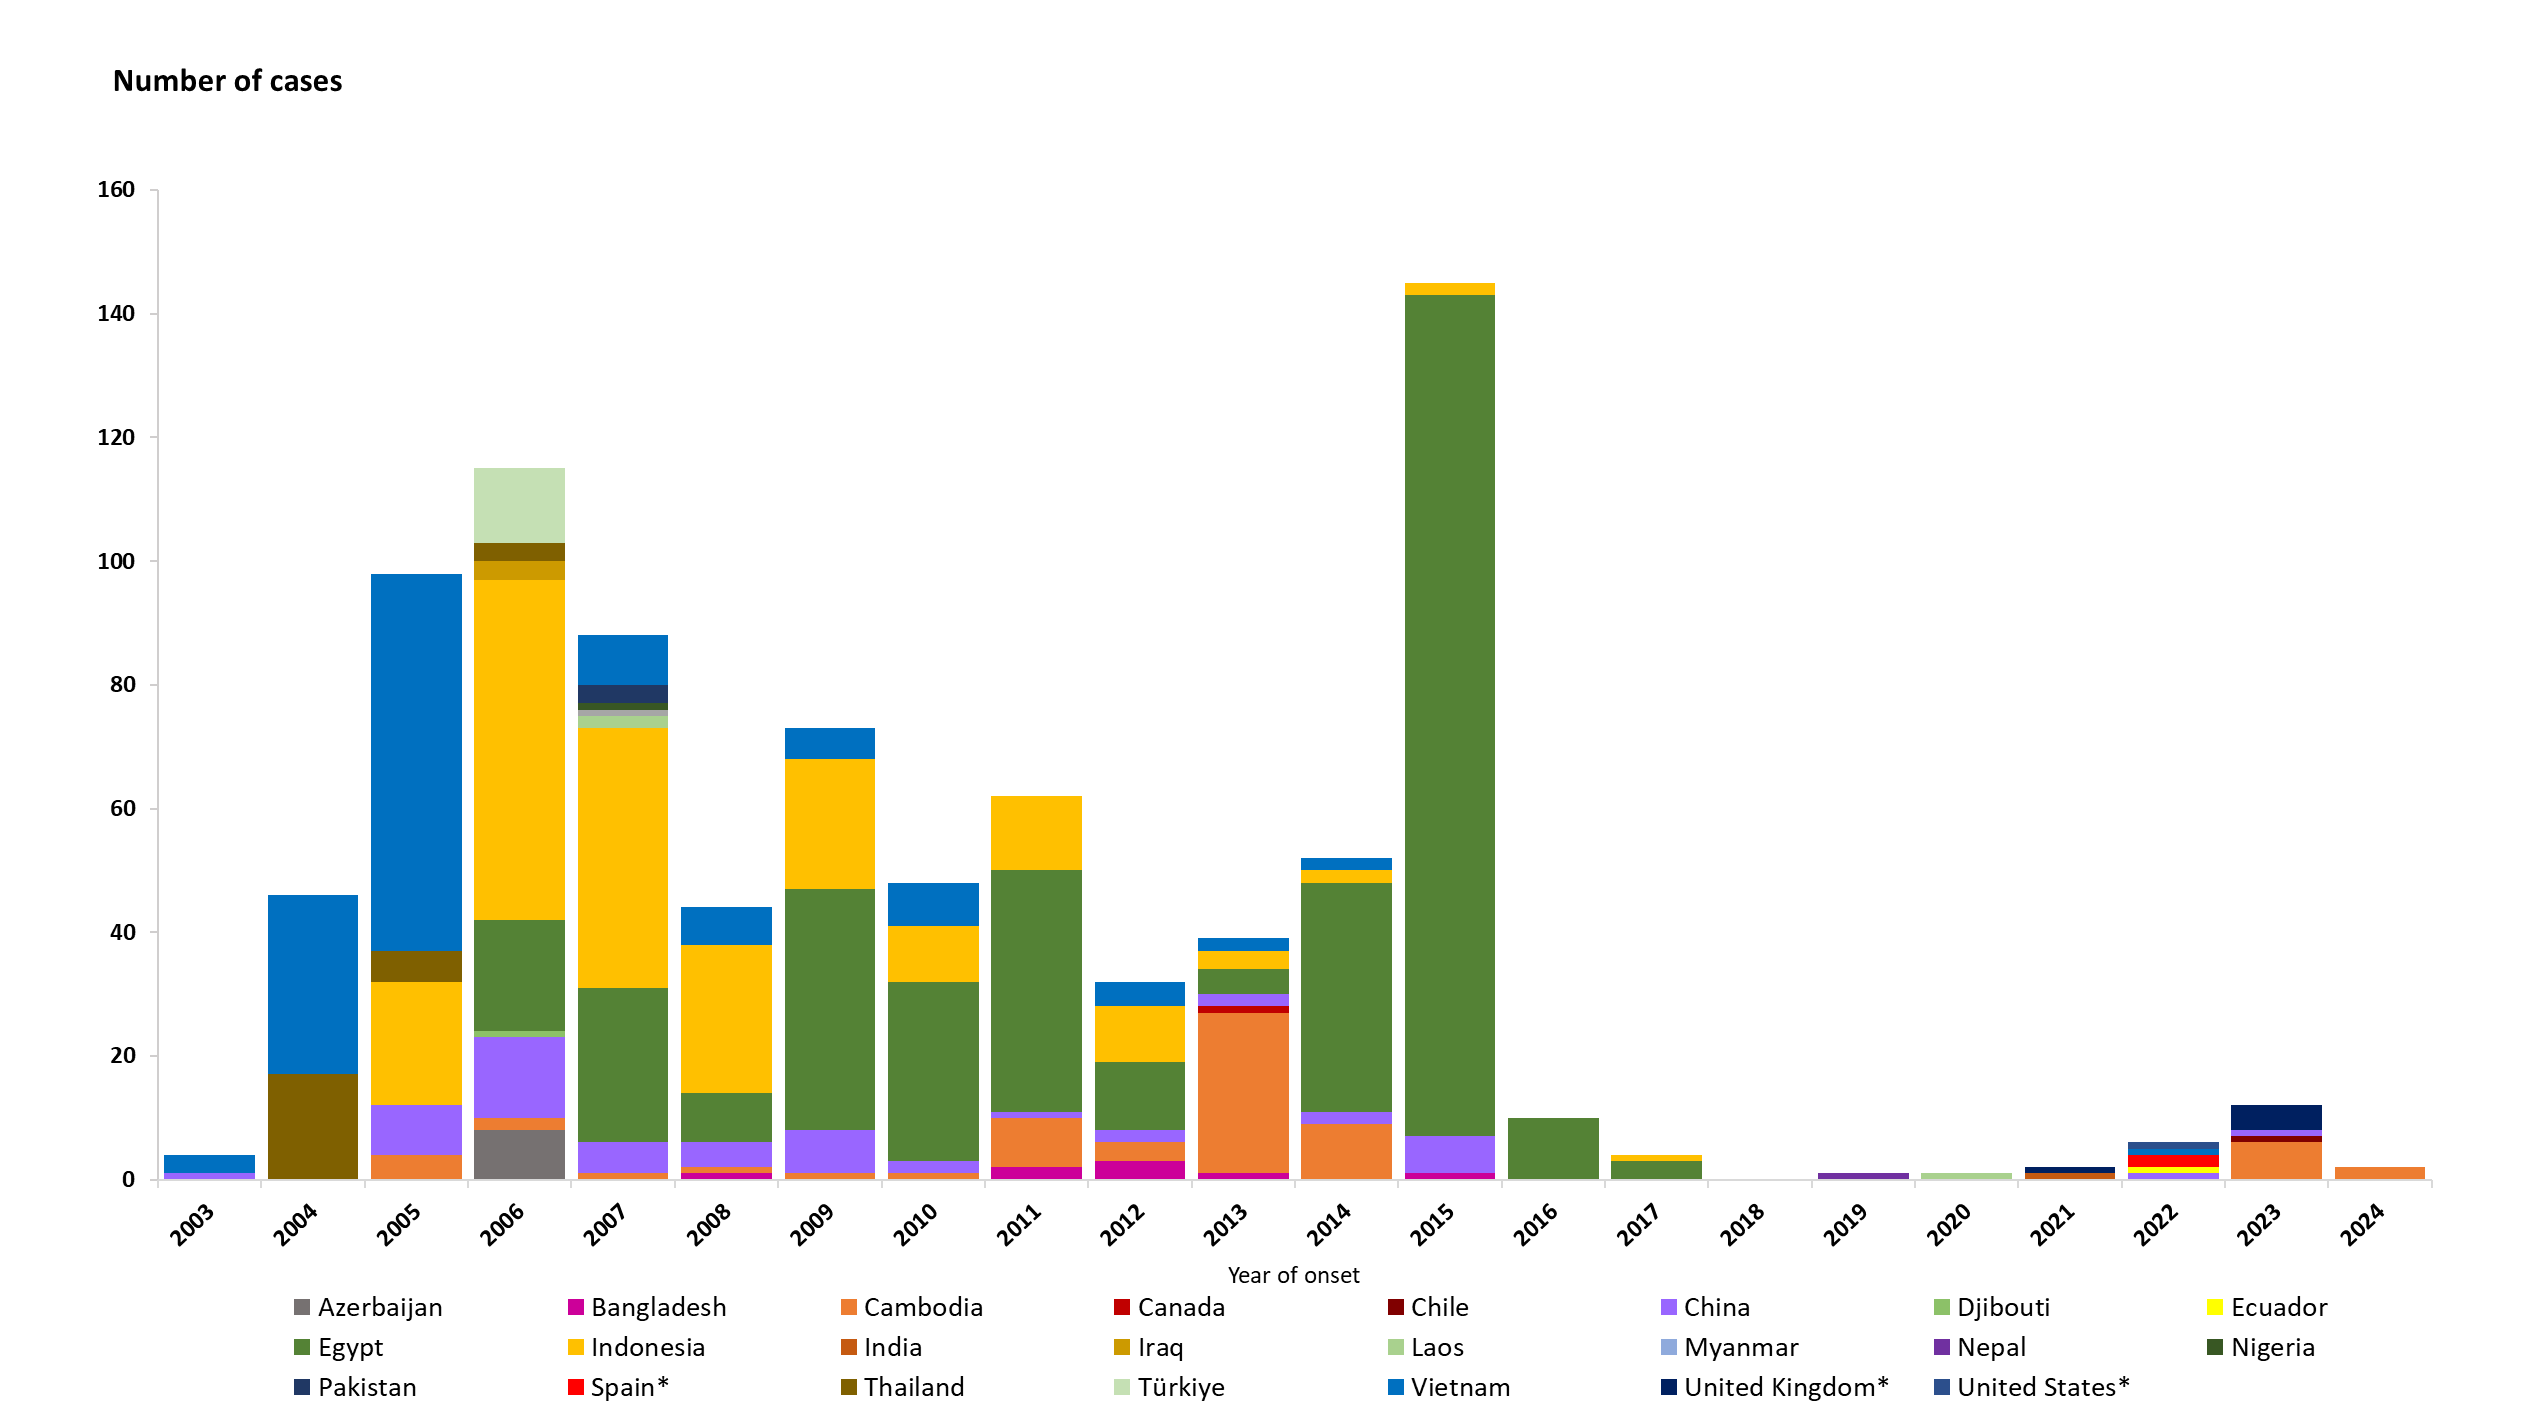 Number of cases
160
140
120
100
80
60
40
20
0
2003 2004 2005 2006 2007 2008 2009 2010 2011 2012 2013 2014 2015 2016 2017 2018 2019 2020 2021 2022 2023 2024
Year of onset
Azerbaijan Bangladesh Cambodia Canada Chile China Djibouti Ecuador
Egypt Indonesia India Iraq Laos Myanmar Nepal Nigeria
Pakistan Spain* Thailand Türkiye Vietnam United Kingdom* United States*